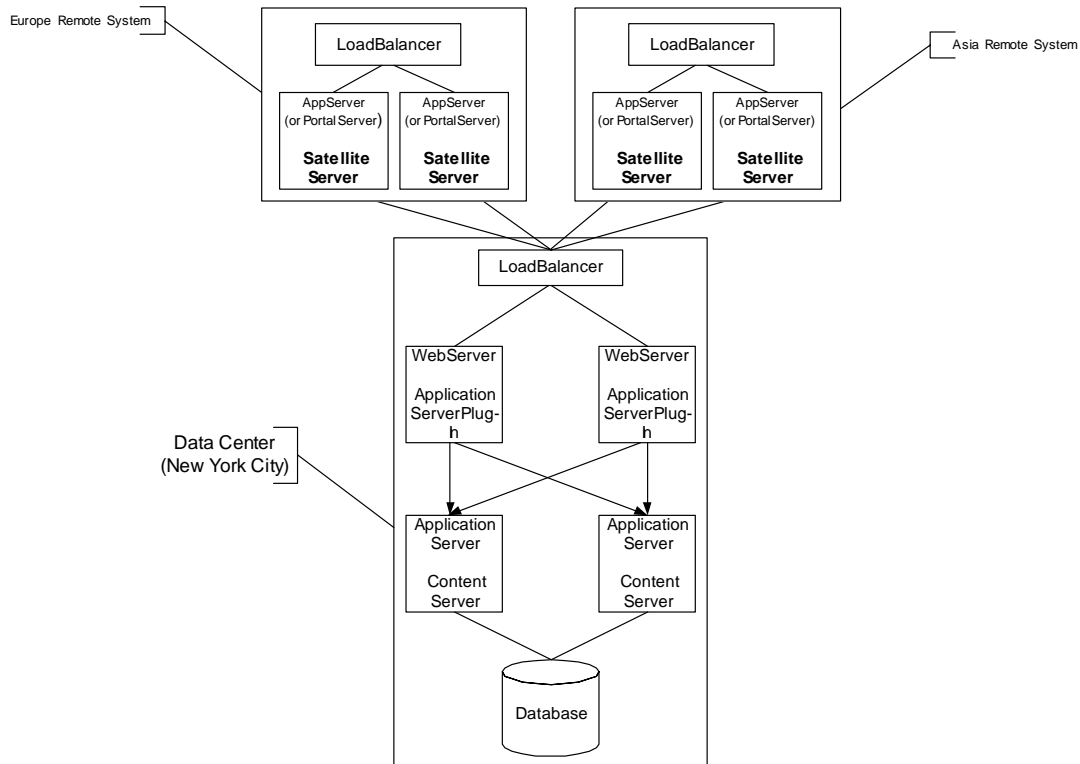 Europe Remote System
LoadBalancer
AppServer
(or PortalServer)
Satellite
Server
AppServer
(or PortalServer)
Satellite
Server
LoadBalancer
AppServer
(or PortalServer)
Satellite
Server
AppServer
(or PortalServer)
Satellite
Server
Asia Remote System
LoadBalancer
WebServer
Application
ServerPlug-
In
WebServer
Application
ServerPlug-
In
Data Center
(New York City)
Application
Server
Content
Server
Application
Server
Content
Server
Database